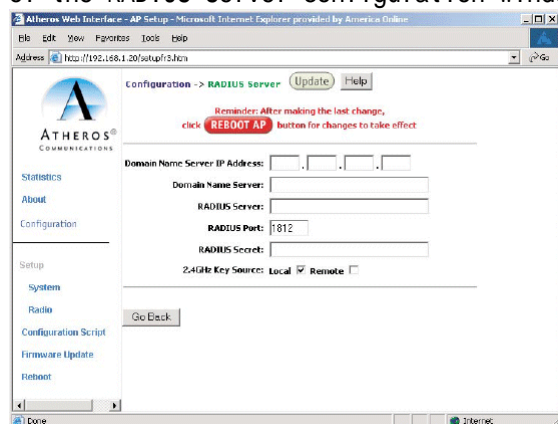 of the RADIUS server configuration
Atheros Web Interface - AP Setup - Microsoft Internet Explorer provided by America Online
File Edit View Favorites Tools Help
Address http://192.168.1.20/setupfr3.htm Go
Configuration -> RADIUS Server Update Help
Reminder: After making the last change,
click REBOOT AP button for changes to take effect
ATHEROS®
COMMUNICATIONS
Statistics
About
Configuration
Setup
System
Radio
Configuration Script
Firmware Update
Reboot
Domain Name Server IP Address: . . .
Domain Name Server:
RADIUS Server:
RADIUS Port: 1812
RADIUS Secret:
2.4GHz Key Source: Local Remote
Go Back
Done Internet